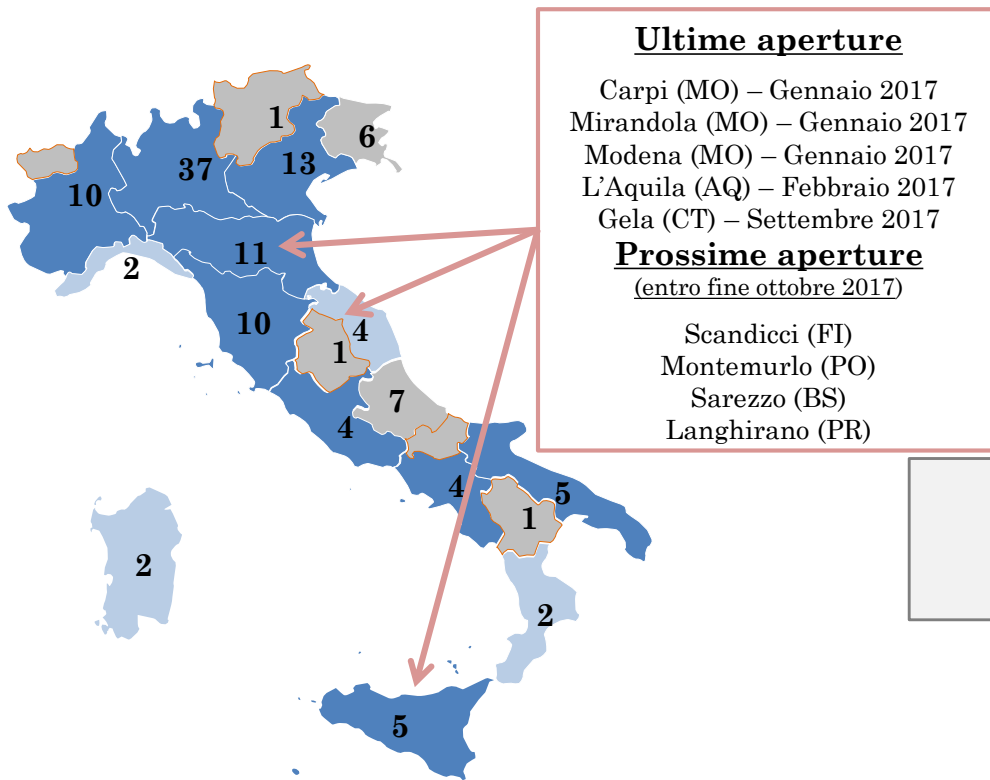 Ultime aperture
Carpi (MO) – Gennaio 2017
Mirandola (MO) – Gennaio 2017
Modena (MO) – Gennaio 2017
L'Aquila (AQ) – Febbraio 2017
Gela (CT) – Settembre 2017
Prossime aperture
(entro fine ottobre 2017)
Scandicci (FI)
Montemurlo (PO)
Sarezzo (BS)
Langhirano (PR)
1
6
37
13
10
11
2
10
4
1
7
4
4
5
1
2
2
5